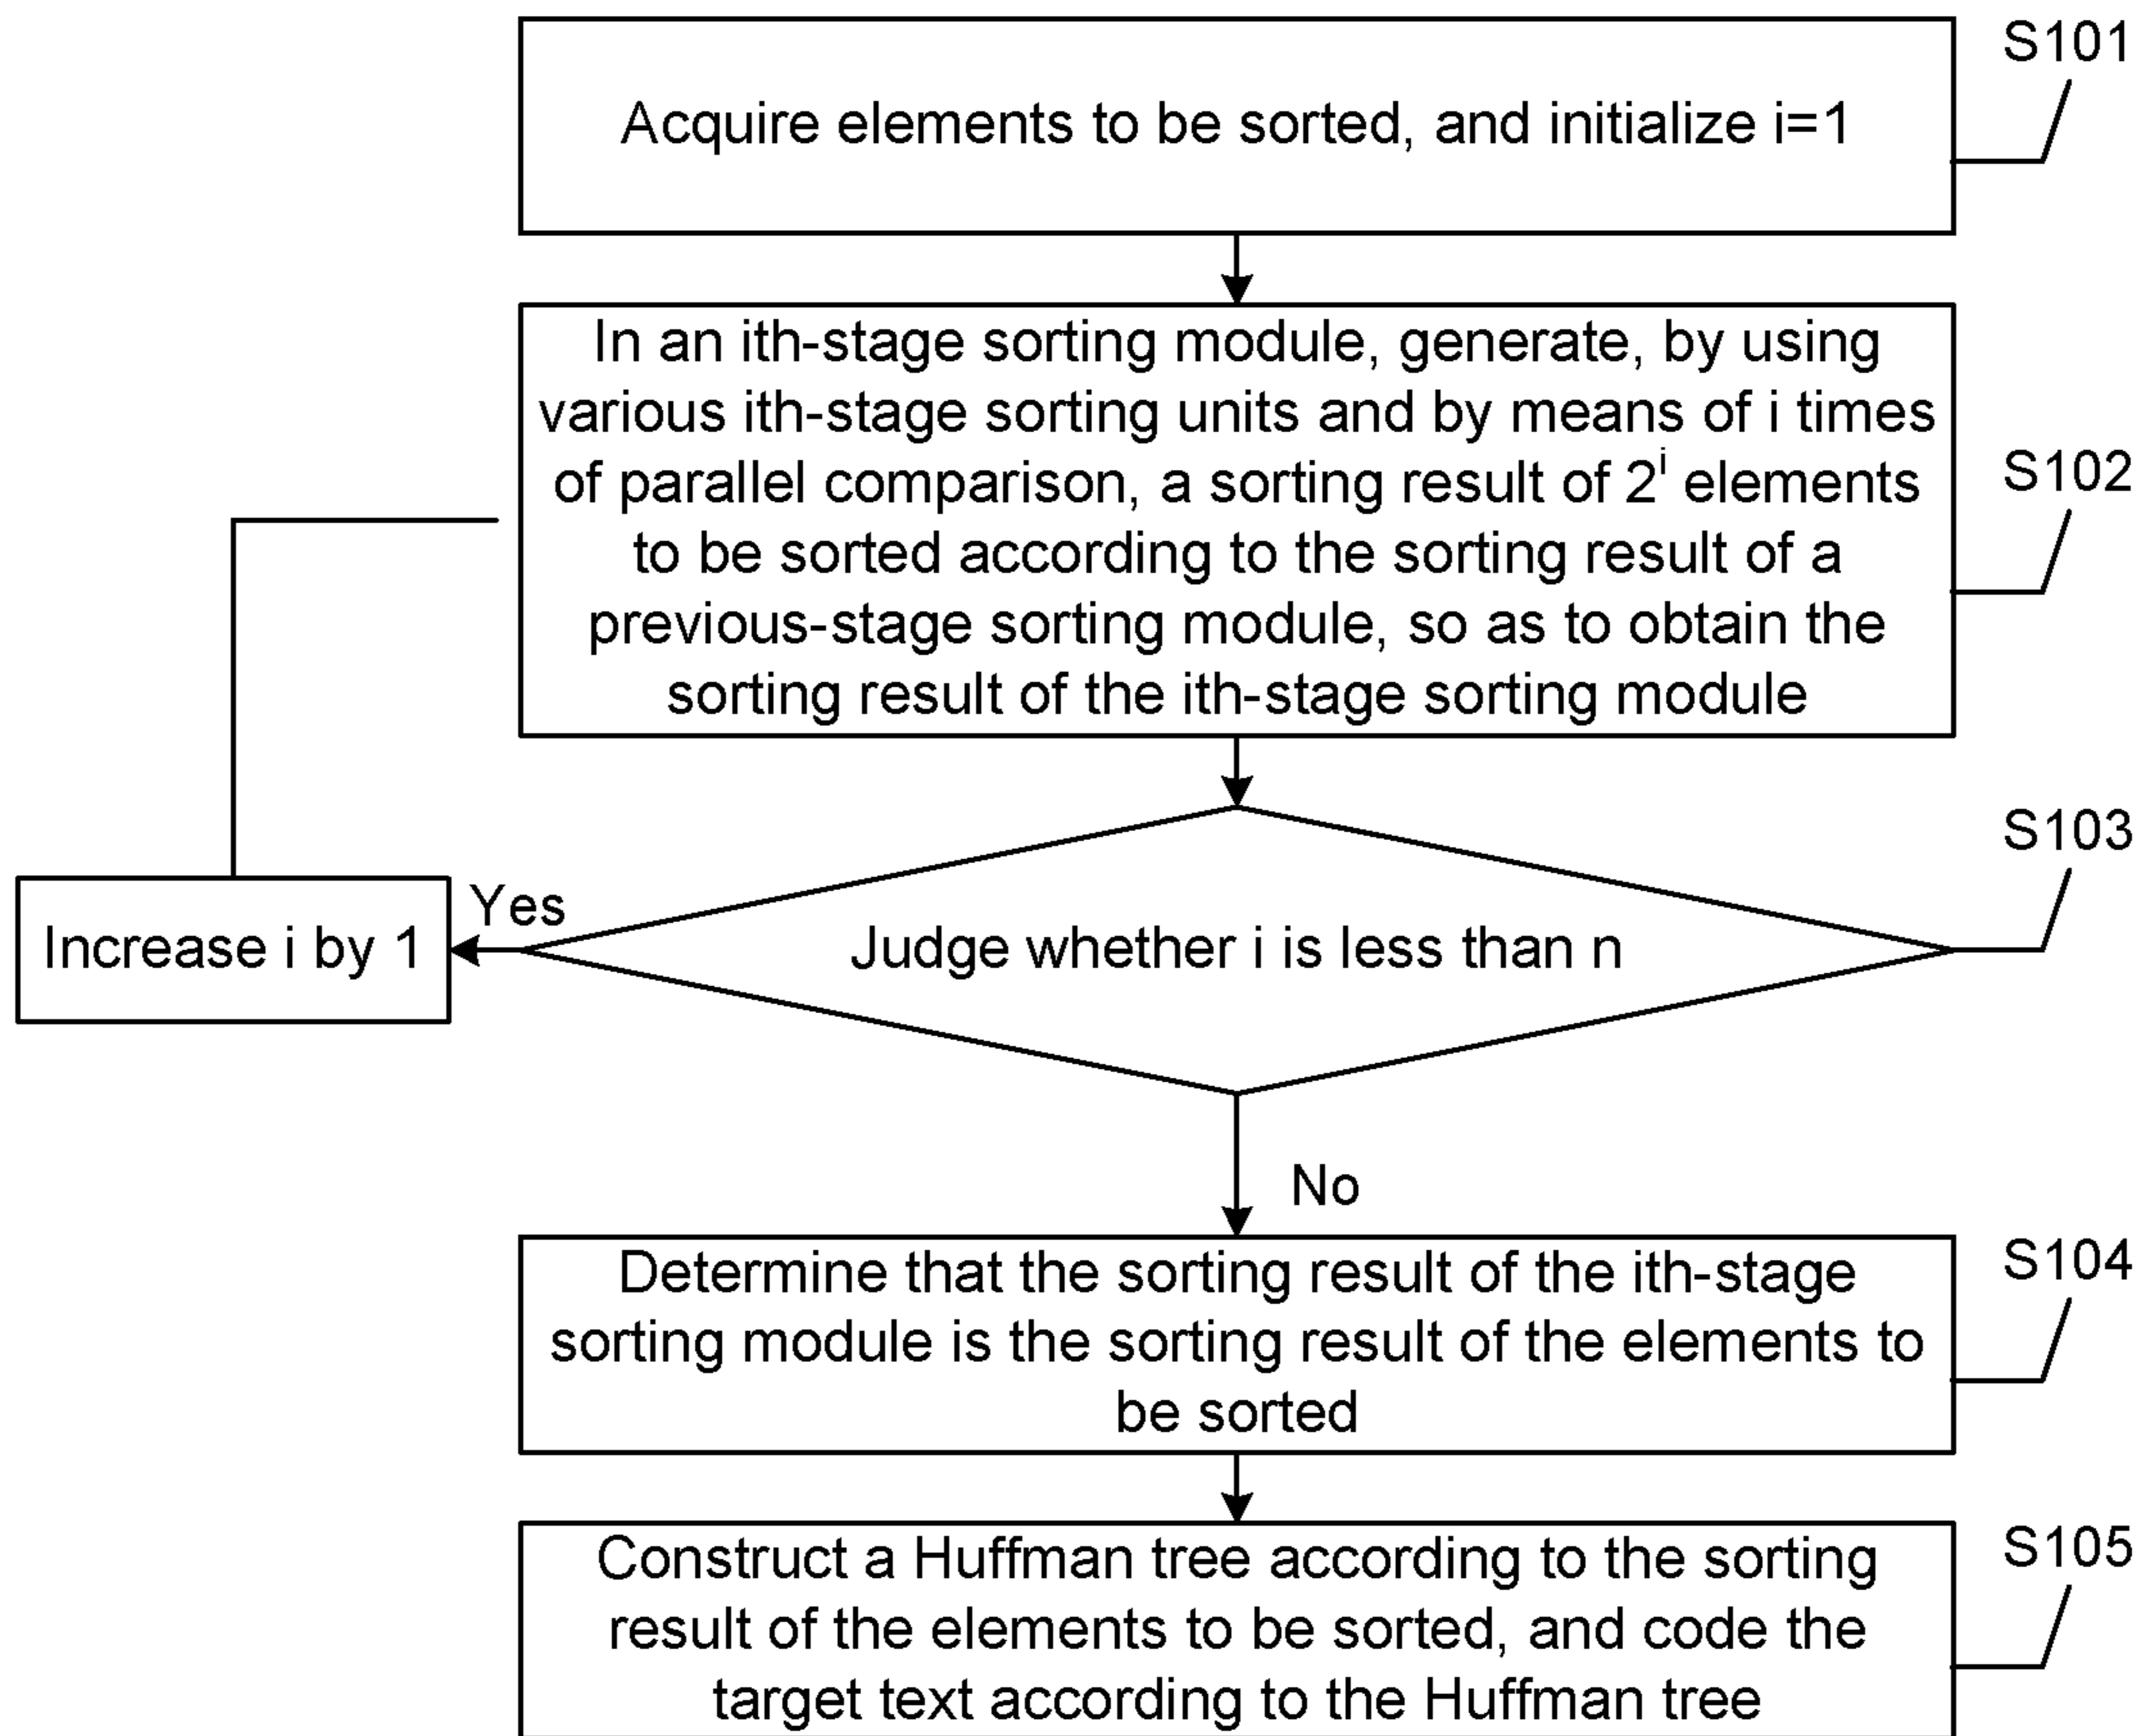 S101
Acquire elements to be sorted, and initialize i=1
In an ith-stage sorting module, generate, by using
various ith-stage sorting units and by means of i times
of parallel comparison, a sorting result of 2^i elements
to be sorted according to the sorting result of a
previous-stage sorting module, so as to obtain the
sorting result of the ith-stage sorting module
S102
S103
Yes
Increase i by 1
Judge whether i is less than n
No
S104
Determine that the sorting result of the ith-stage
sorting module is the sorting result of the elements to
be sorted
S105
Construct a Huffman tree according to the sorting
result of the elements to be sorted, and code the
target text according to the Huffman tree